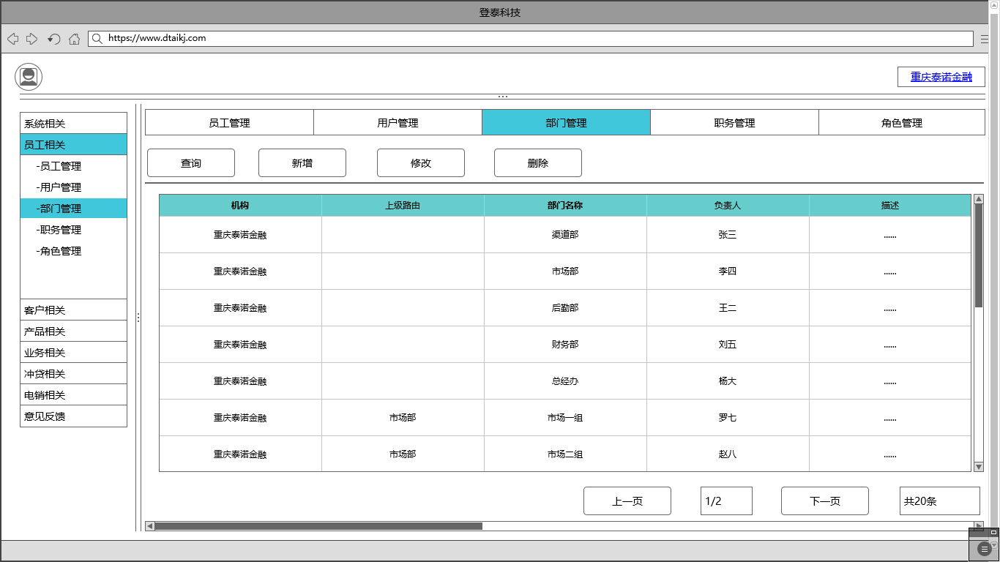 登泰科技
https://www.dtaikj.com
重庆泰诺金融
系统相关
员工相关
-员工管理
-用户管理
-部门管理
-职务管理
-角色管理
客户相关
产品相关
业务相关
冲贷相关
电销相关
意见反馈
员工管理 用户管理 部门管理 职务管理 角色管理
查询 新增 修改 删除
机构 上级路由 部门名称 负责人 描述
重庆泰诺金融 渠道部 张三 ......
重庆泰诺金融 市场部 李四 ......
重庆泰诺金融 后勤部 王二 ......
重庆泰诺金融 财务部 刘五 ......
重庆泰诺金融 总经办 杨大 ......
重庆泰诺金融 市场部 市场一组 罗七 ......
重庆泰诺金融 市场部 市场二组 赵八 ......
上一页 1/2 下一页 共20条